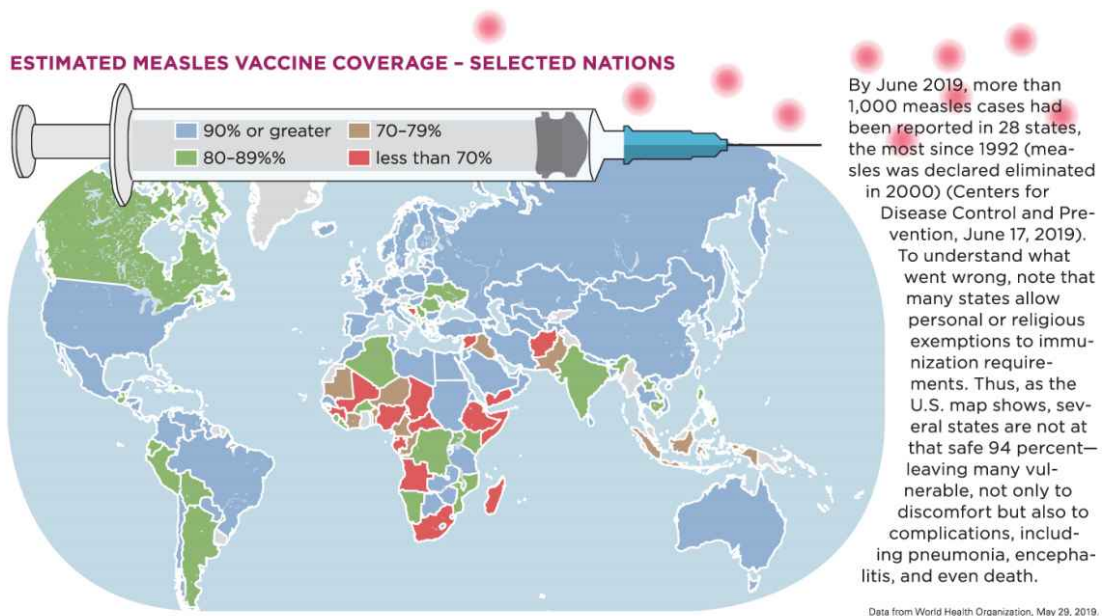 ESTIMATED MEASLES VACCINE COVERAGE – SELECTED NATIONS
90% or greater
70–79%
80–89%%
less than 70%
By June 2019, more than
1,000 measles cases had
been reported in 28 states,
the most since 1992 (mea-
sles was declared eliminated
in 2000) (Centers for
Disease Control and Pre-
vention, June 17, 2019).
To understand what
went wrong, note that
many states allow
personal or religious
exemptions to immu-
nization require-
ments. Thus, as the
U.S. map shows, sev-
eral states are not at
that safe 94 percent—
leaving many vul-
nerable, not only to
discomfort but also to
complications, includ-
ing pneumonia, encepha-
litis, and even death.
Data from World Health Organization, May 29, 2019.